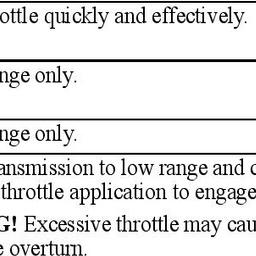 ottle quickly and effectively.
nge only.
nge only.
ansmission to low range and
throttle application to engage
G! Excessive throttle may cau
e overturn.